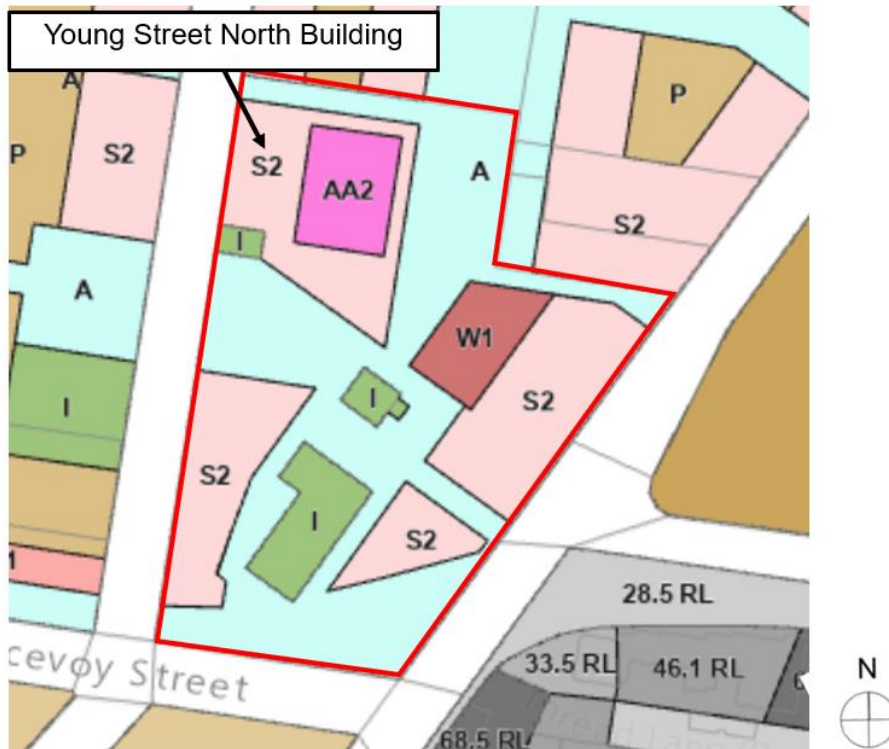 Young Street North Building
A
P
S2
P
S2
AA2
A
S2
I
A
W1
I
I
S2
S2
I
S2
1
28.5 RL
33.5 RL
46.1 RL
68.5 RL
cevoy Street
N